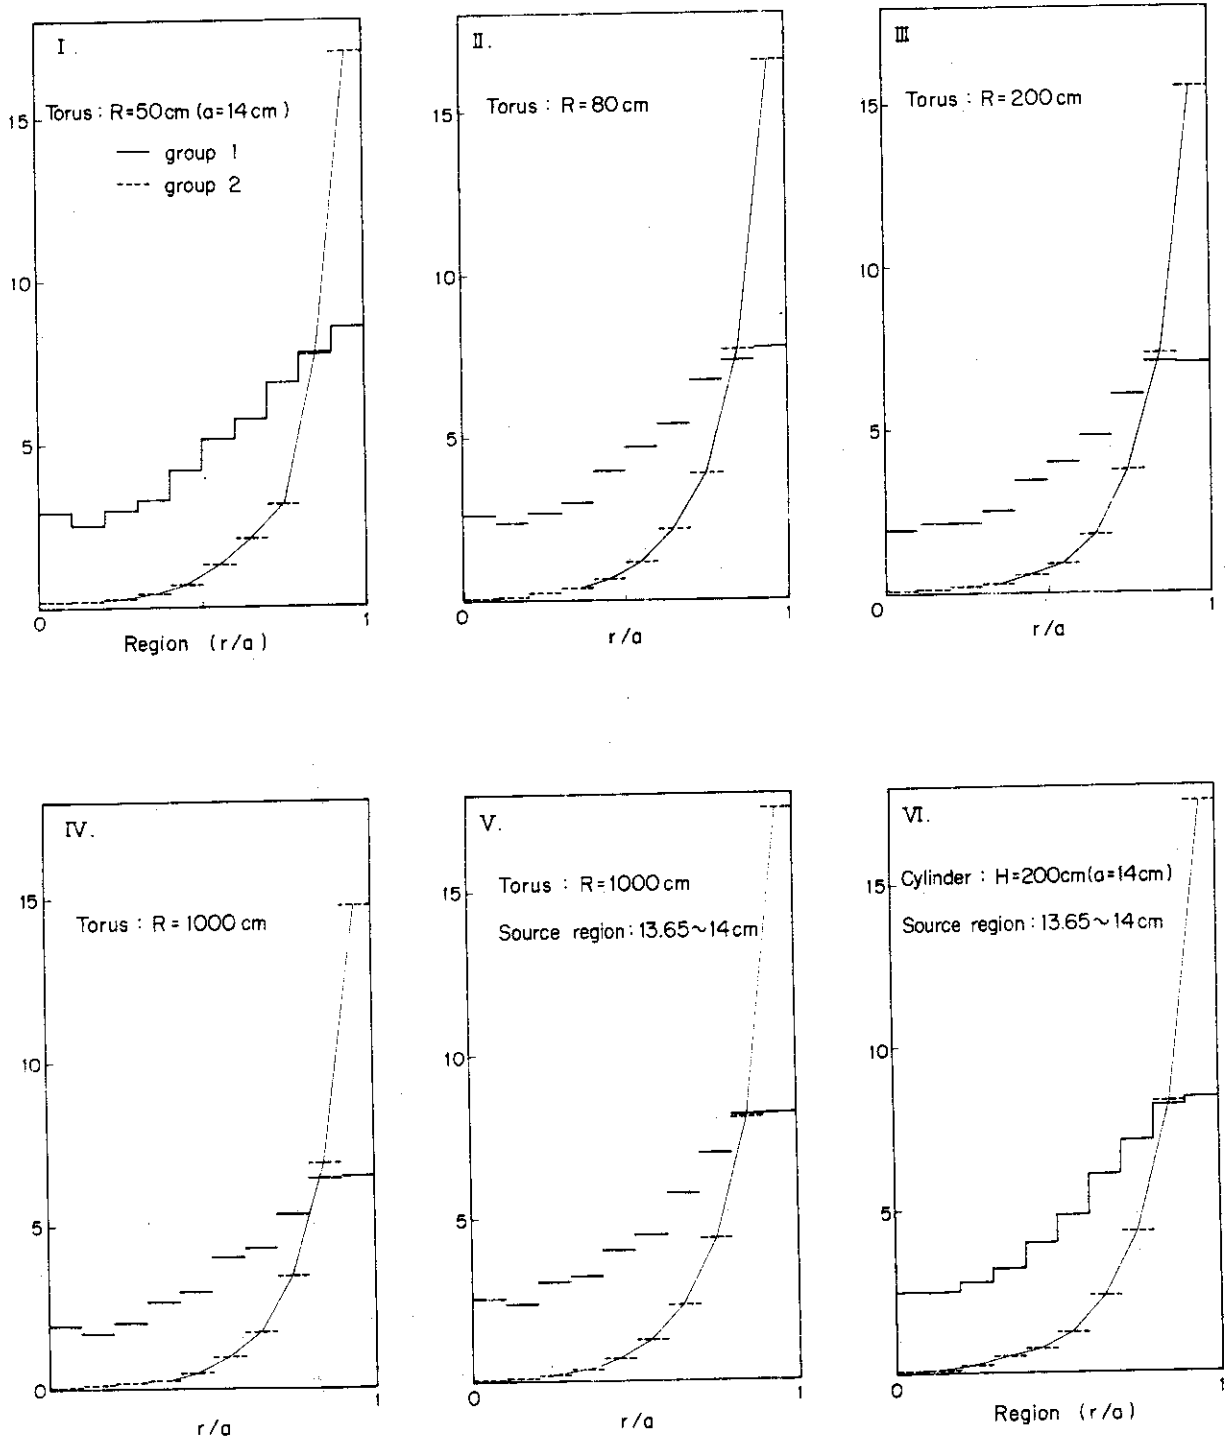 I.
Torus : R=50cm (a=14cm)
group 1
group 2
15
10
5
0
1
Region (r/a)
II.
Torus : R=80cm
15
10
5
0
1
r/a
III
Torus : R=200cm
15
10
5
0
1
r/a
IV.
Torus : R=1000cm
15
10
5
0
1
r/a
V.
Torus : R=1000cm
Source region : 13.65~14cm
15
10
5
0
1
r/a
VI.
Cylinder : H=200cm(a=14cm)
Source region : 13.65~14cm
15
10
5
0
1
Region (r/a)